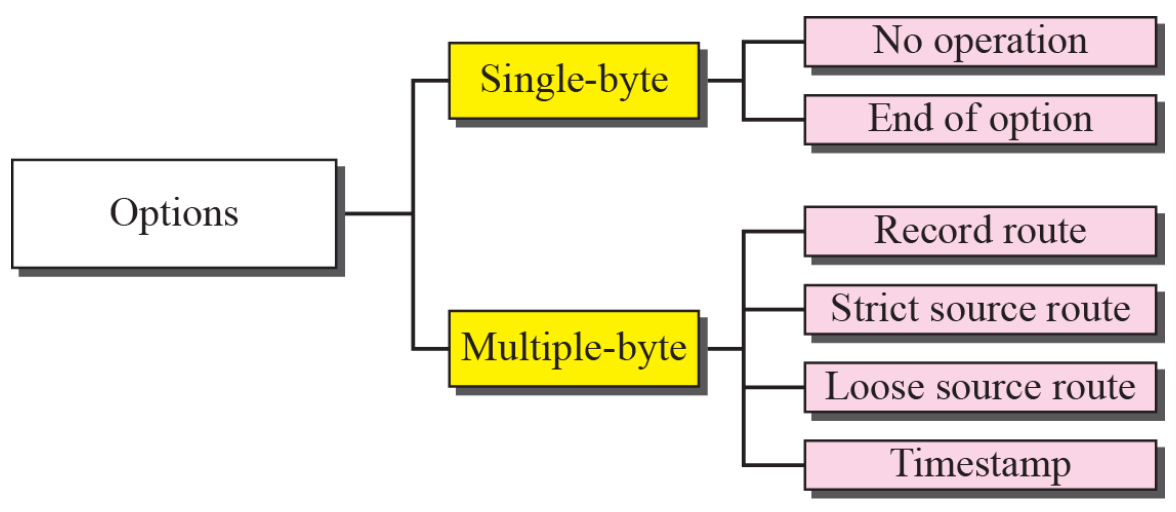 Options
Single-byte
No operation
End of option
Multiple-byte
Record route
Strict source route
Loose source route
Timestamp